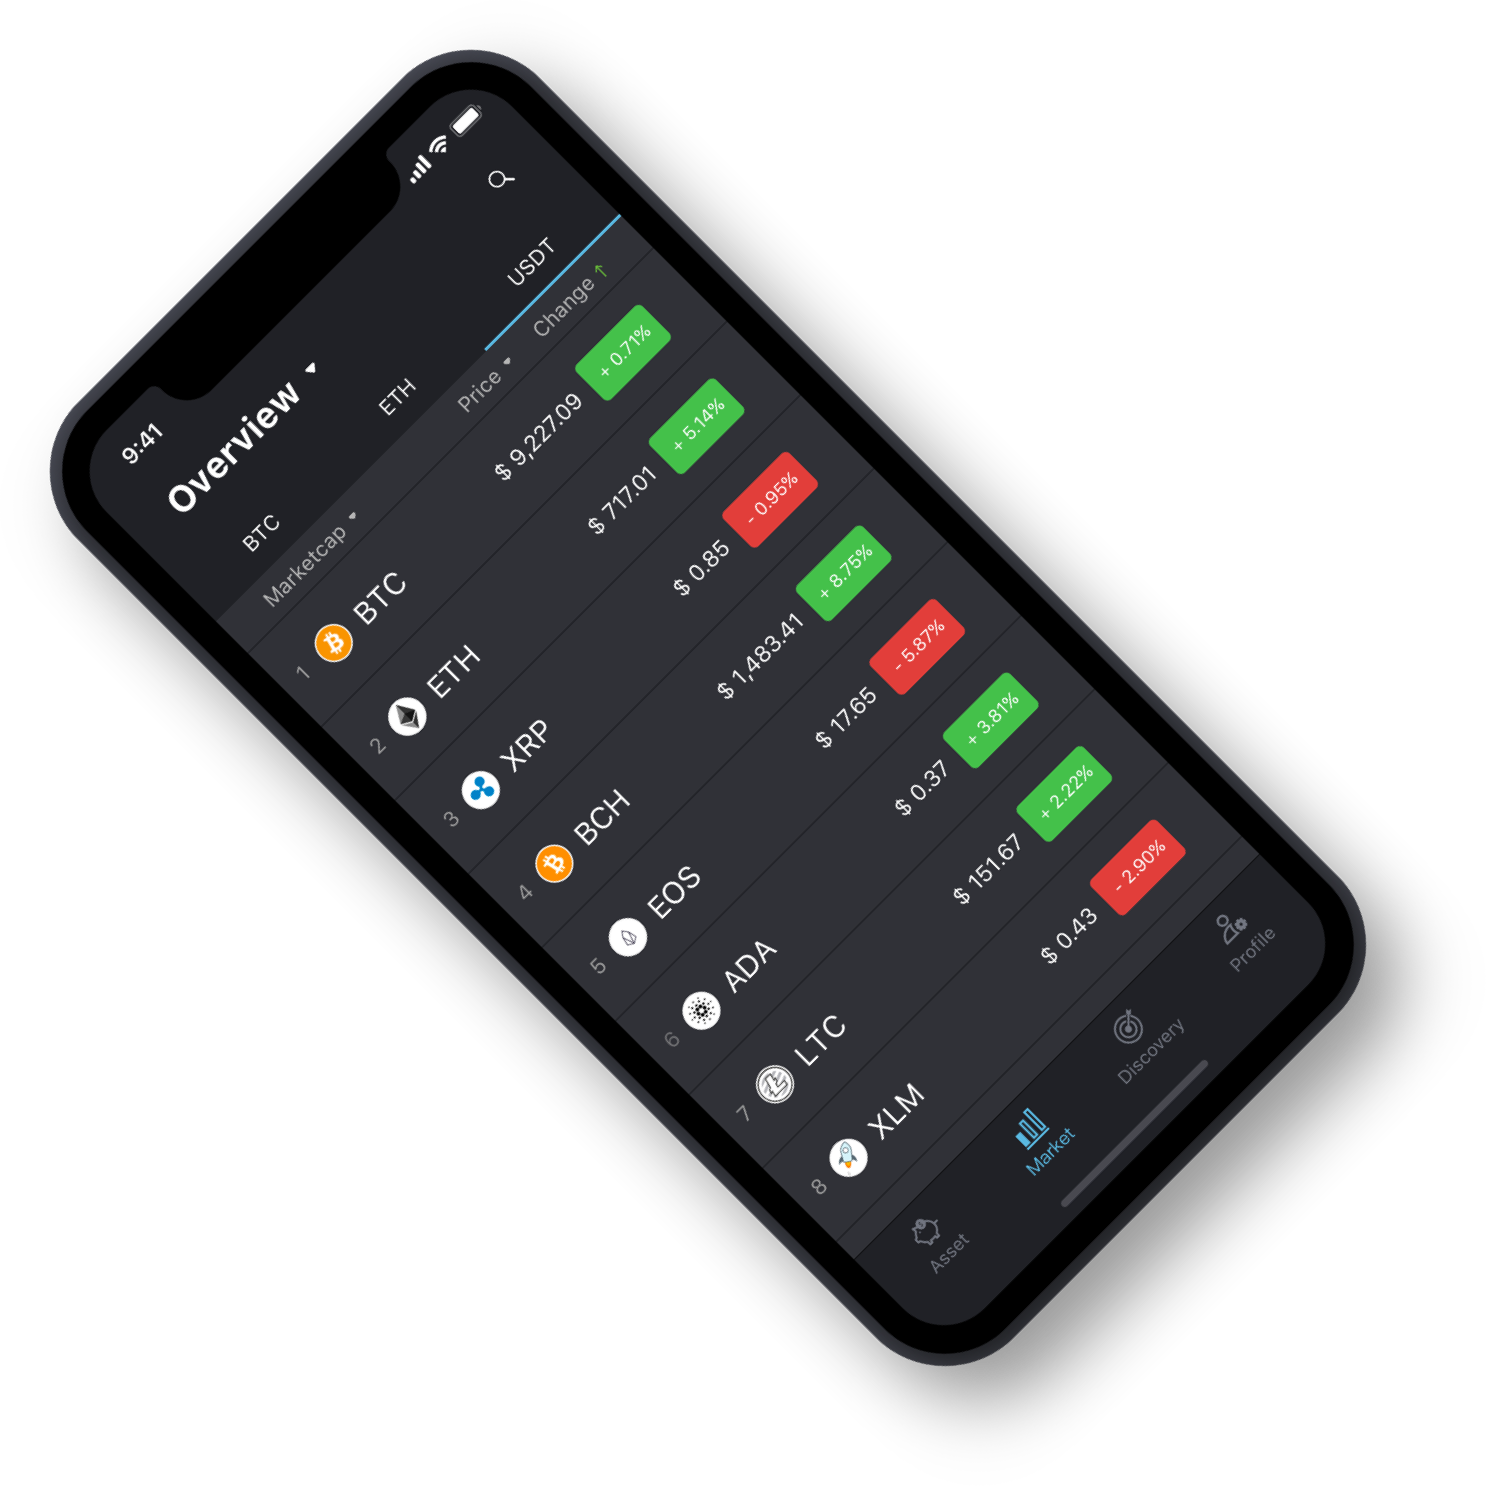 9:41
Overview
BTC ETH USDT
Marketcap Price Change ↑
1 BTC $ 9,227.09 + 0.71%
2 ETH $ 717.01 + 5.14%
3 XRP $ 0.85 - 0.95%
4 BCH $ 1,483.41 + 8.75%
5 EOS $ 17.65 - 5.87%
6 ADA $ 0.37 + 3.81%
7 LTC $ 151.67 + 2.22%
8 XLM $ 0.43 - 2.90%
Asset Market Discovery Profile